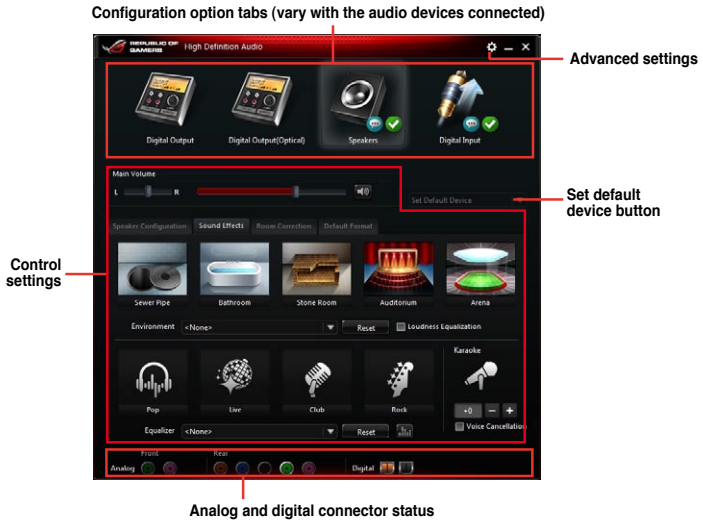 Configuration option tabs (vary with the audio devices connected)
REPUBLIC OF
GAMERS
High Definition Audio
Advanced settings
Digital Output
Digital Output(Optical)
Speakers
Digital Input
Main Volume
L
R
Set Default Device
Set default
device button
Speaker Configuration
Sound Effects
Room Correction
Default Format
Control
settings
Sewer Pipe
Bathroom
Stone Room
Auditorium
Arena
Environment
<None>
Reset
Loudness Equalization
Karaoke
Pop
Live
Club
Rock
+0
Equalizer
<None>
Reset
Voice Cancellation
Front
Rear
Analog
Digital
Analog and digital connector status